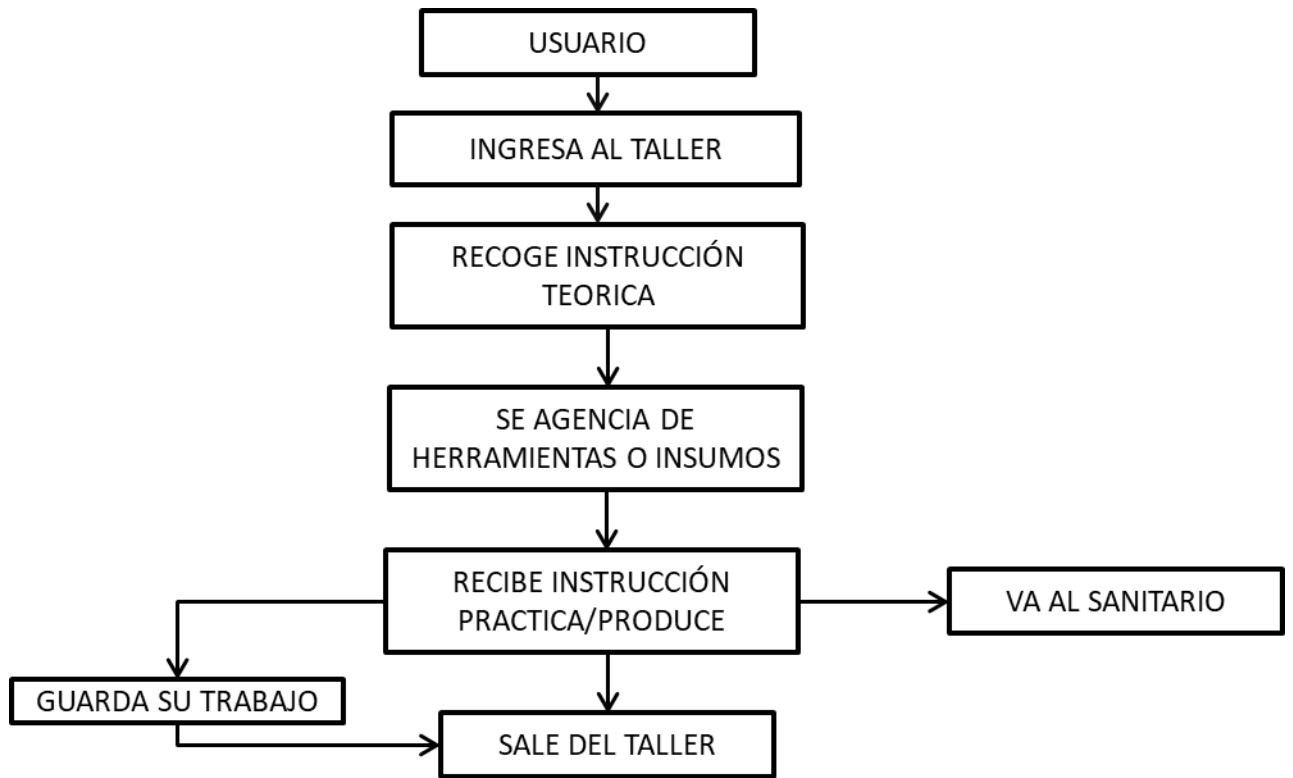 USUARIO
INGRESA AL TALLER
RECOGE INSTRUCCIÓN
TEORICA
SE AGENCIA DE
HERRAMIENTAS O INSUMOS
RECIBE INSTRUCCIÓN
PRACTICA/PRODUCE
VA AL SANITARIO
GUARDA SU TRABAJO
SALE DEL TALLER